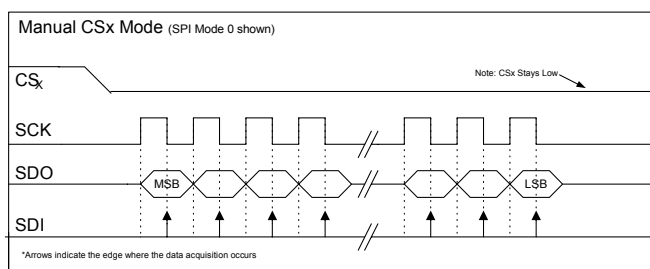 Manual CSx Mode (SPI Mode 0 shown)
CSx
Note: CSx Stays Low
SCK
SDO
MSB
LSB
SDI
*Arrows indicate the edge where the data acquisition occurs